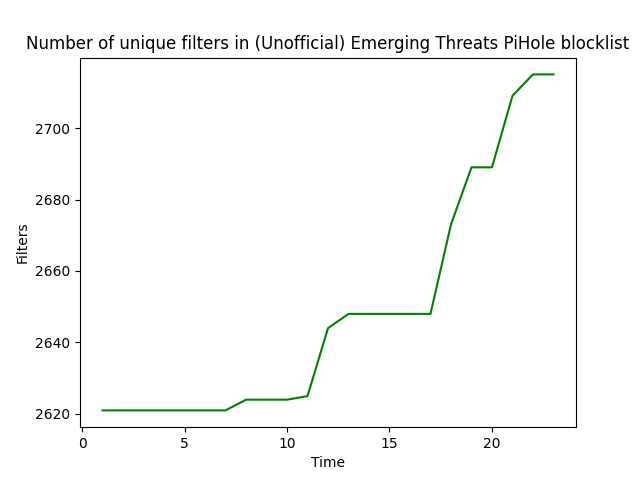 Number of unique filters in (Unofficial) Emerging Threats PiHole blocklist
Filters
2700
2680
2660
2640
2620
0 5 10 15 20
Time